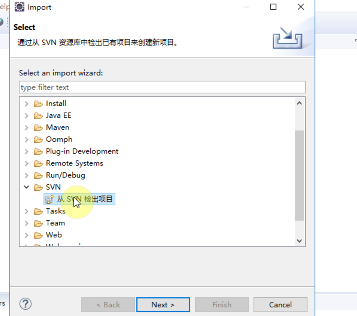 Import
Select
通过从 SVN 资源库中检出已有项目来创建新项目。
Select an import wizard:
type filter text
Install
Java EE
Maven
Oomph
Plug-in Development
Remote Systems
Run/Debug
SVN
从 SVN 检出项目
Tasks
Team
Web
< Back
Next >
Finish
Cancel